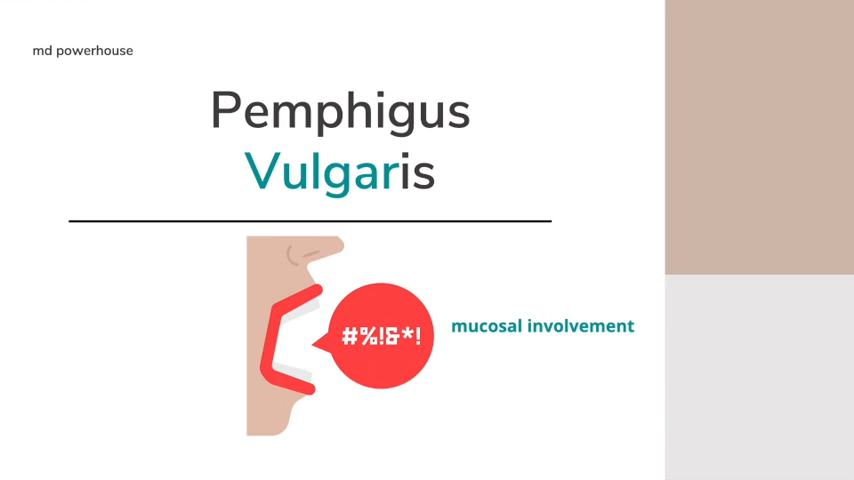 md powerhouse
Pemphigus
Vulgaris
#%!&*!
mucosal involvement